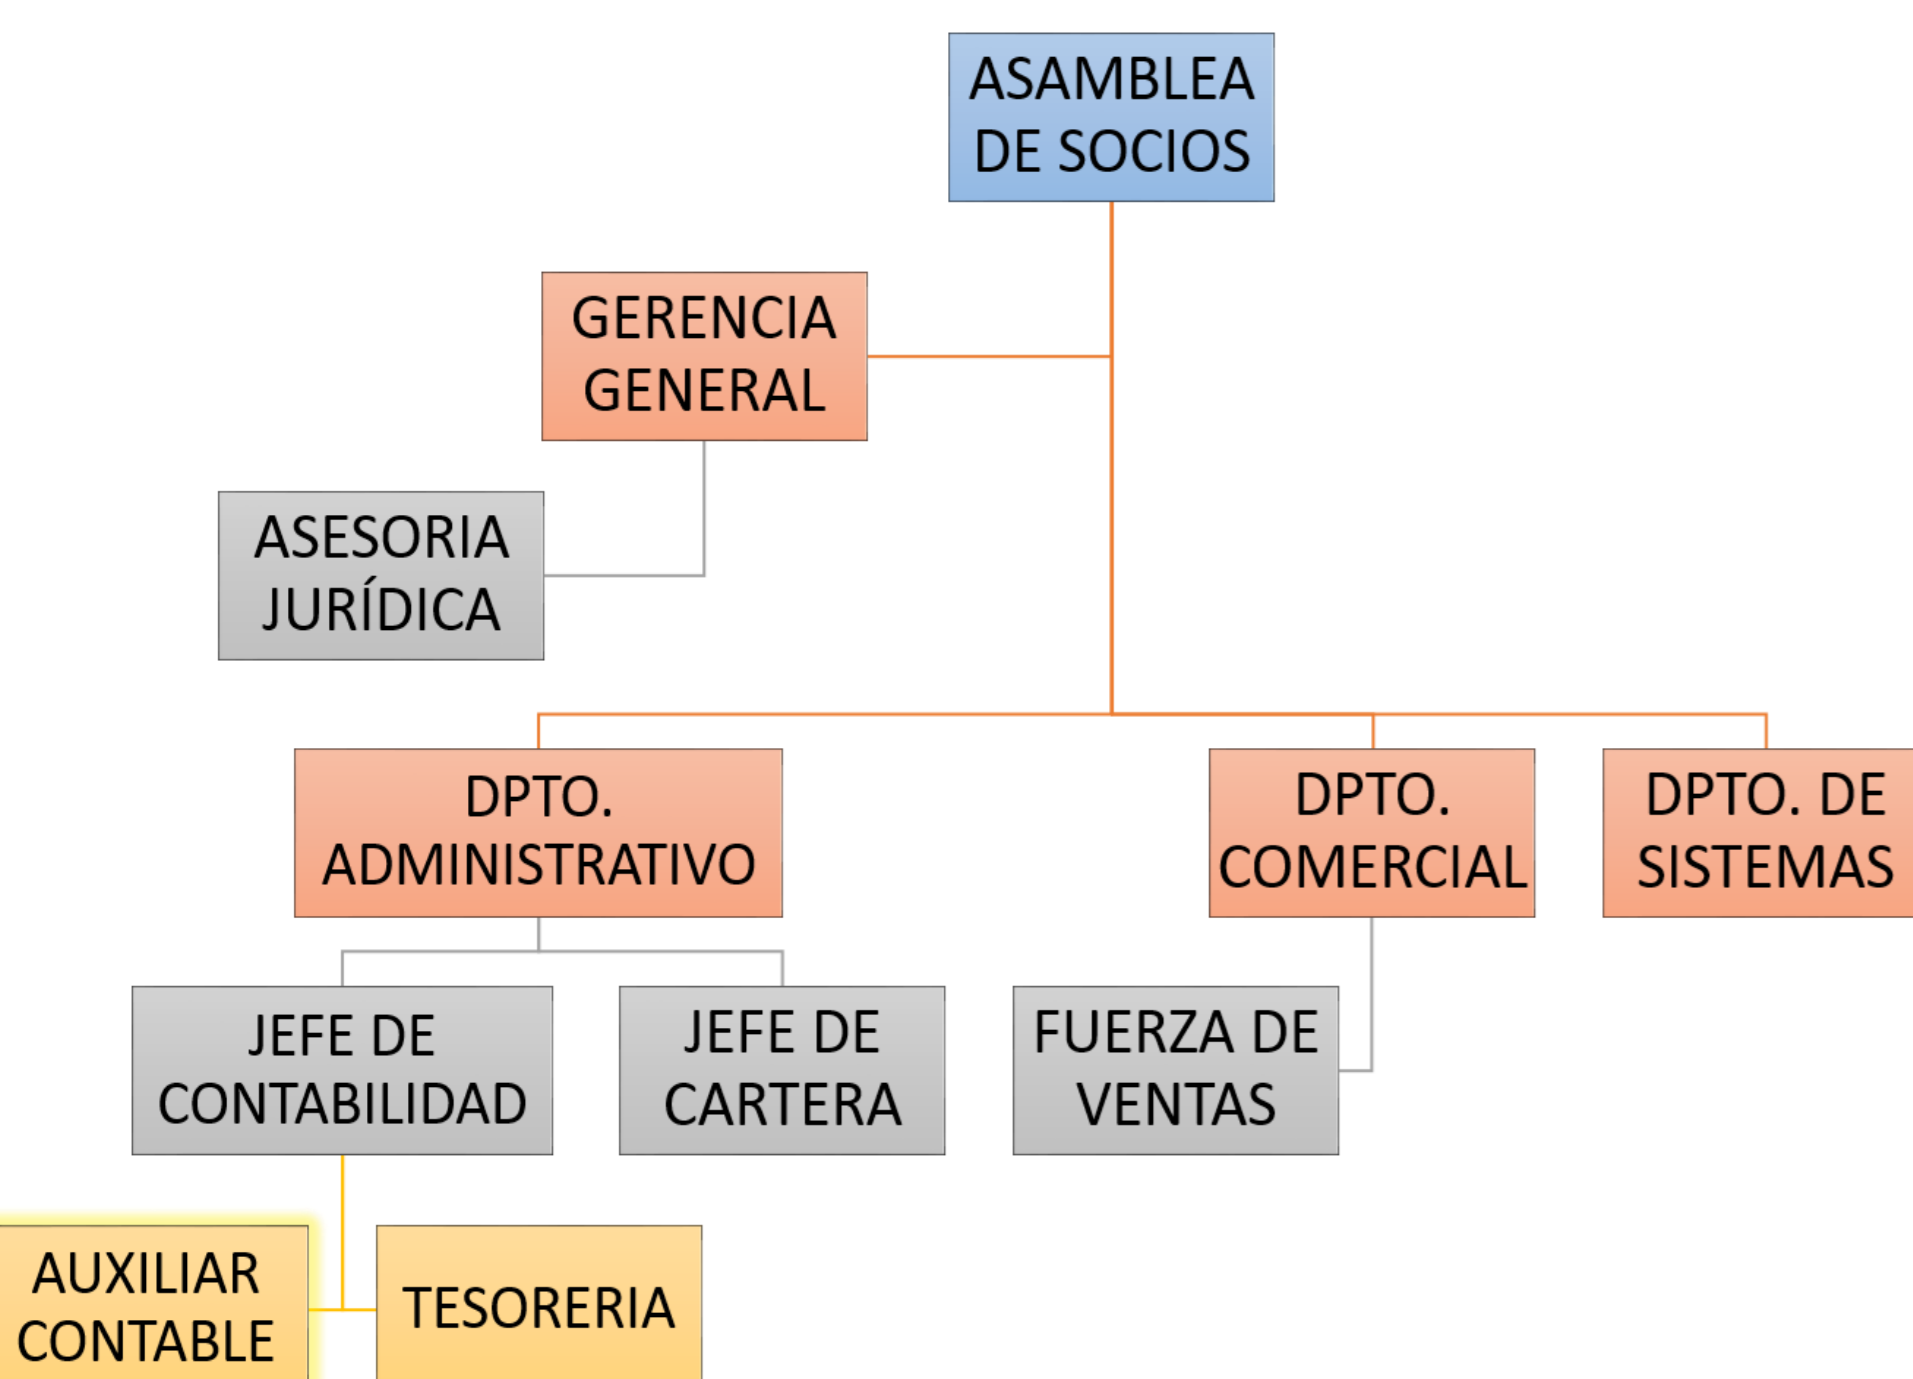 ASAMBLEA
DE SOCIOS
GERENCIA
GENERAL
ASESORIA
JURÍDICA
DPTO.
ADMINISTRATIVO
DPTO.
COMERCIAL
DPTO. DE
SISTEMAS
JEFE DE
CONTABILIDAD
JEFE DE
CARTERA
FUERZA DE
VENTAS
AUXILIAR
CONTABLE
TESORERIA